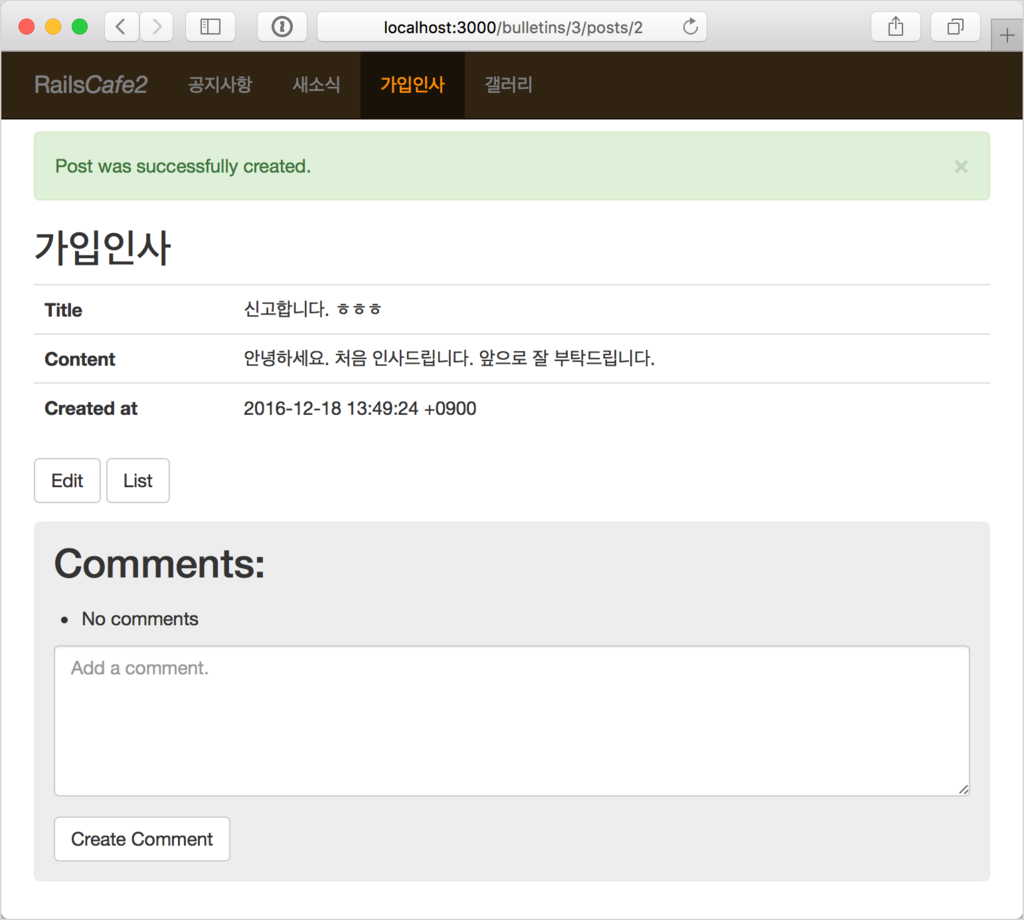 localhost:3000/bulletins/3/posts/2
RailsCafe2 공지사항 새소식 가입인사 갤러리
Post was successfully created. ×
가입인사
Title 신고합니다. ㅎㅎㅎ
Content 안녕하세요. 처음 인사드립니다. 앞으로 잘 부탁드립니다.
Created at 2016-12-18 13:49:24 +0900
Edit List
Comments:
• No comments
Add a comment.
Create Comment